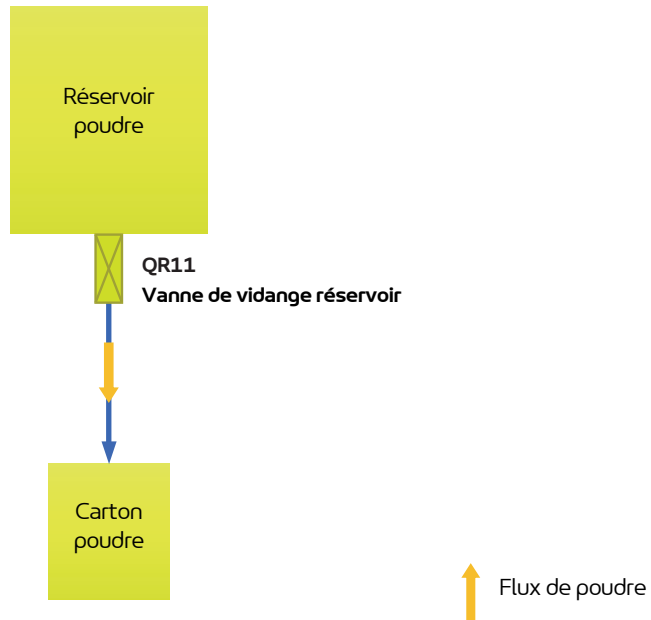 Réservoir
poudre
QR11
Vanne de vidange réservoir
Carton
poudre
Flux de poudre